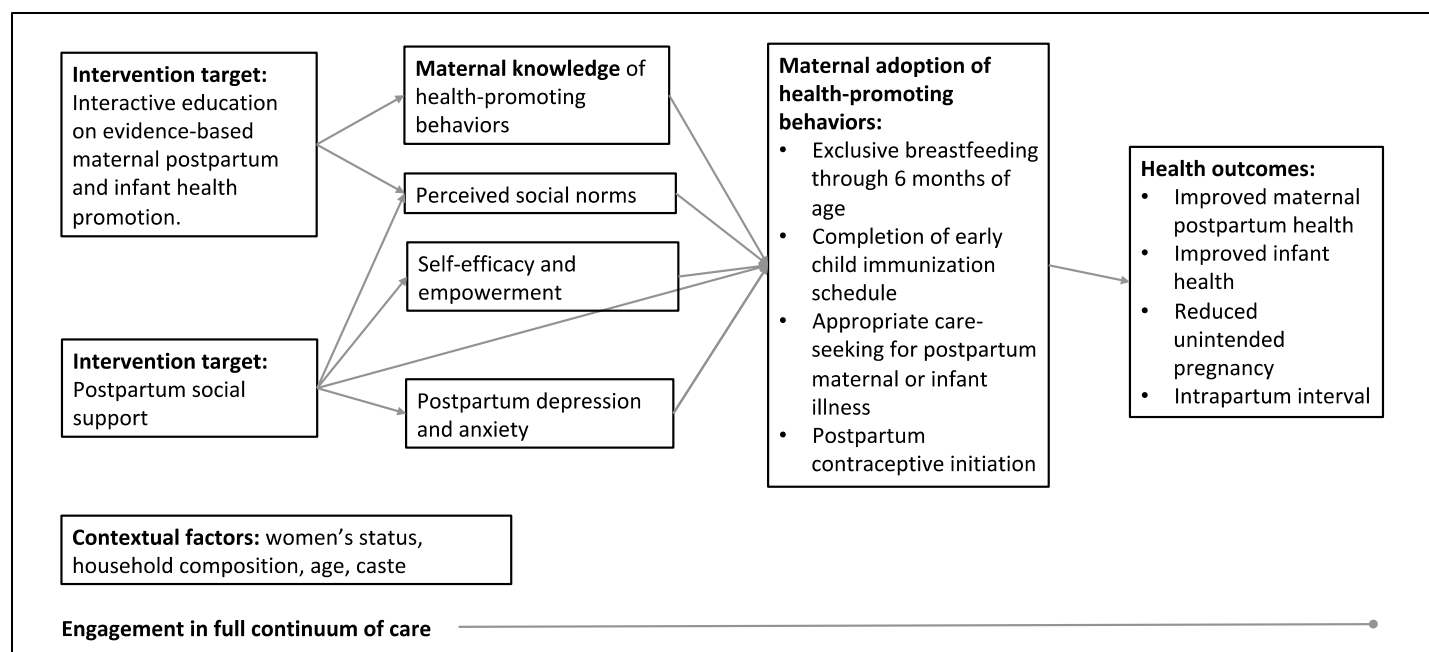 Intervention target:
Interactive education
on evidence-based
maternal postpartum
and infant health
promotion.
Intervention target:
Postpartum social
support
Maternal knowledge of
health-promoting
behaviors
Perceived social norms
Self-efficacy and
empowerment
Postpartum depression
and anxiety
Maternal adoption of
health-promoting
behaviors:
• Exclusive breastfeeding
through 6 months of
age
• Completion of early
child immunization
schedule
• Appropriate care-
seeking for postpartum
maternal or infant
illness
• Postpartum
contraceptive initiation
Health outcomes:
• Improved maternal
postpartum health
• Improved infant
health
• Reduced
unintended
pregnancy
• Intrapartum interval
Contextual factors: women’s status,
household composition, age, caste
Engagement in full continuum of care